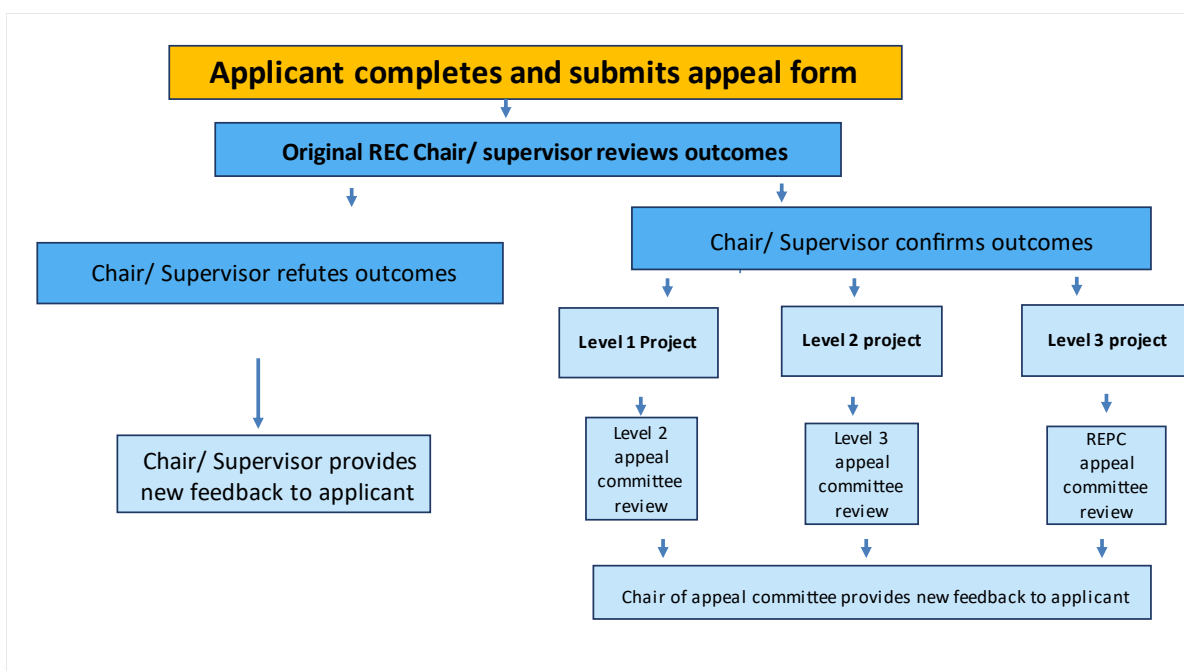 Applicant completes and submits appeal form
Original REC Chair/ supervisor reviews outcomes
Chair/ Supervisor refutes outcomes
Chair/ Supervisor provides
new feedback to applicant
Chair/ Supervisor confirms outcomes
Level 1 Project
Level 2 project
Level 3 project
Level 2
appeal
committee
review
Level 3
appeal
committee
review
REPC
appeal
committee
review
Chair of appeal committee provides new feedback to applicant